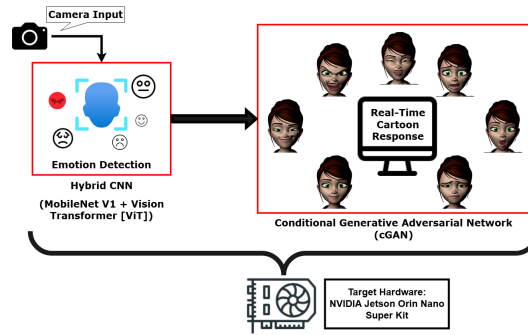 Camera Input
Emotion Detection
Hybrid CNN
(MobileNet V1 + Vision
Transformer [ViT])
Real-Time
Cartoon
Response
Conditional Generative Adversarial Network
(cGAN)
Target Hardware:
NVIDIA Jetson Orin Nano
Super Kit